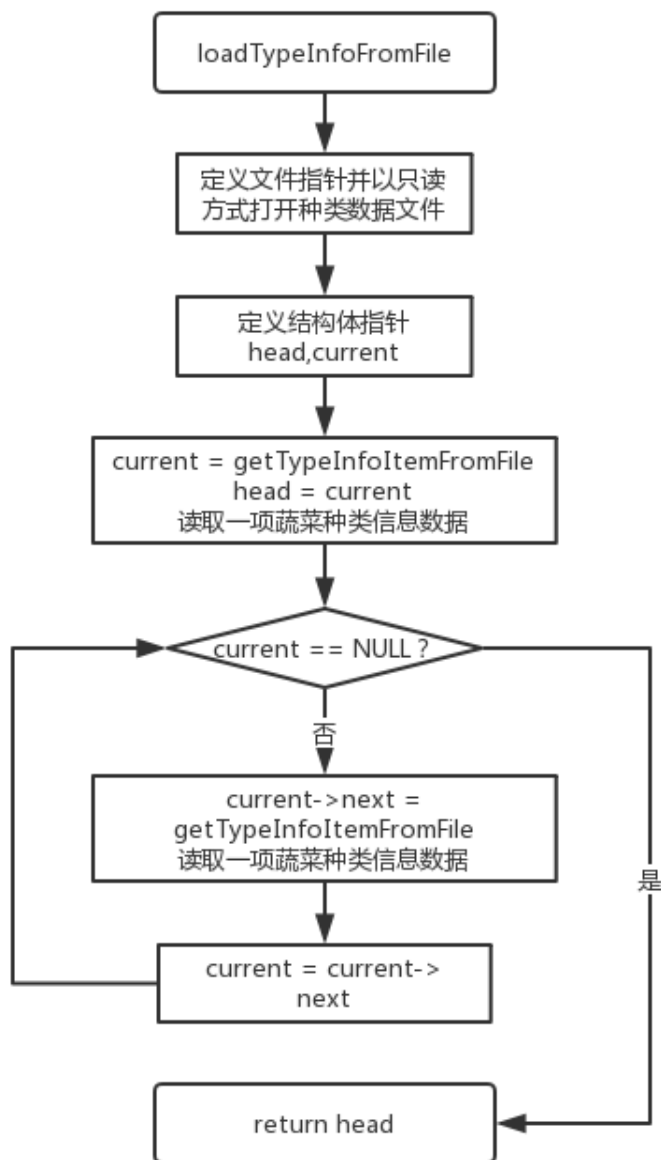 loadTypeInfoFromFile
定义文件指针并以只读
方式打开种类数据文件
定义结构体指针
head,current
current = getTypeInfoItemFromFile
head = current
读取一项蔬菜种类信息数据
current == NULL ?
否
current->next =
getTypeInfoItemFromFile
读取一项蔬菜种类信息数据
是
current = current->
next
return head